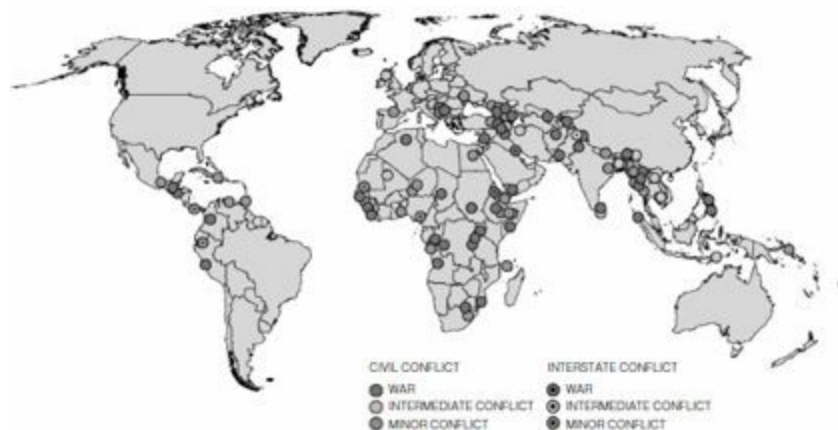 CIVIL CONFLICT
WAR
INTERMEDIATE CONFLICT
MINOR CONFLICT
INTERSTATE CONFLICT
WAR
INTERMEDIATE CONFLICT
MINOR CONFLICT